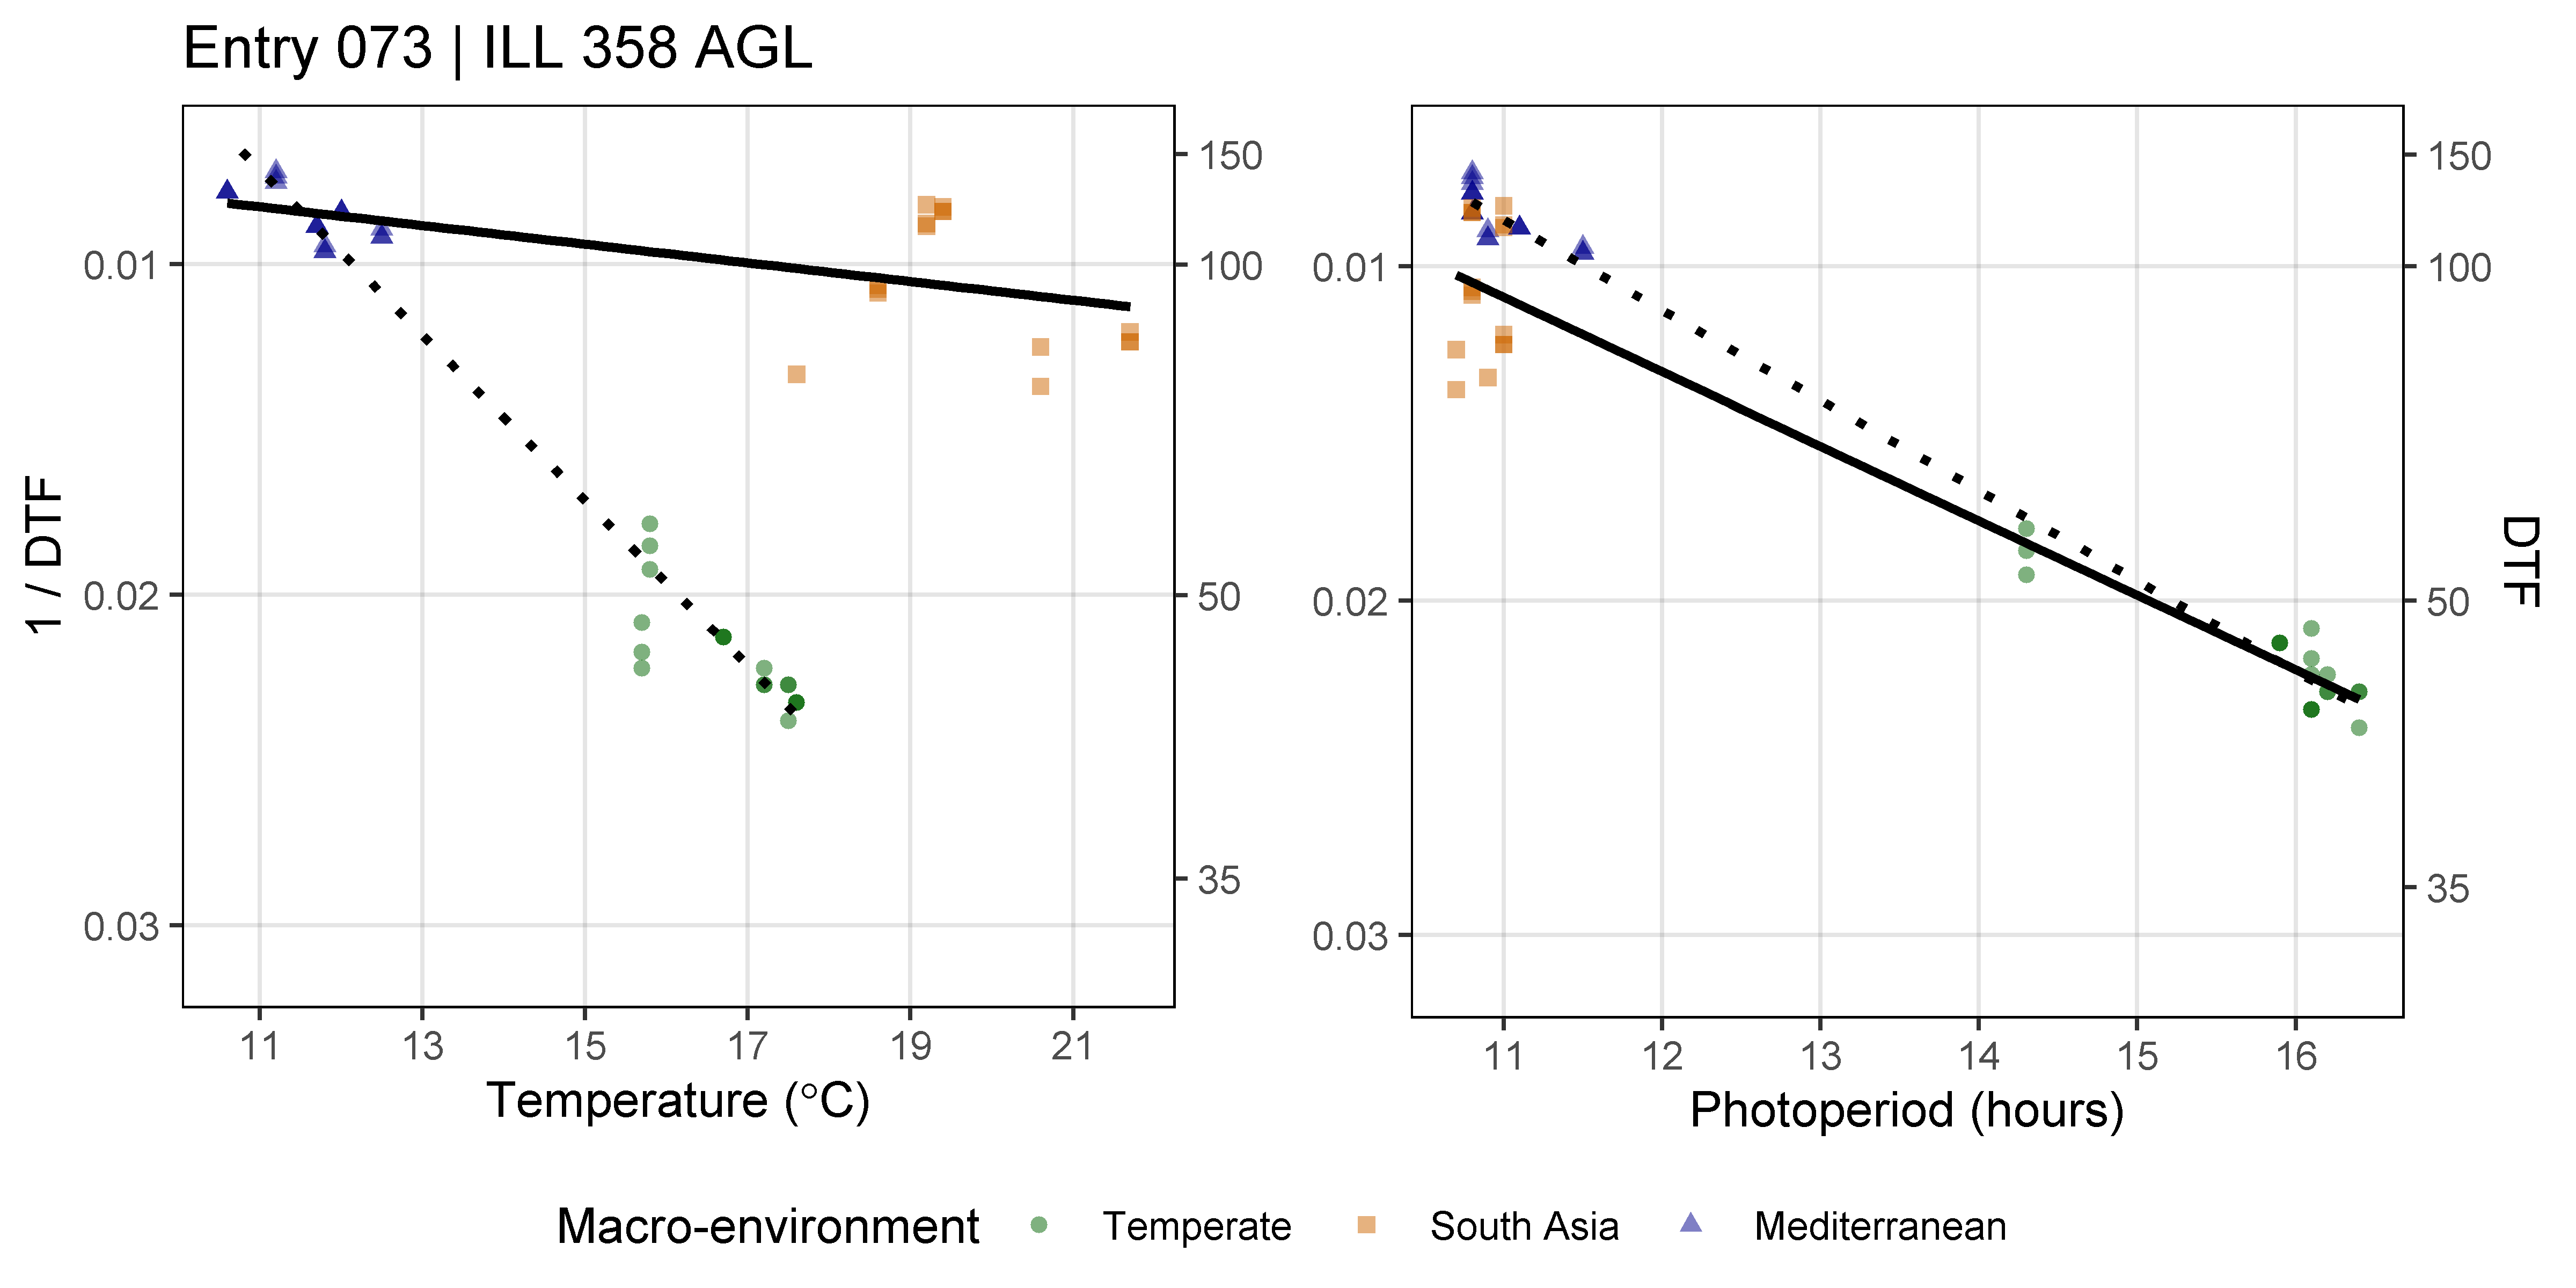 Entry 073 | ILL 358 AGL
1 / DTF
0.01
0.02
0.03
150
100
50
35
11 13 15 17 19 21
Temperature (°C)
0.01
0.02
0.03
150
100
50
35
DTF
11 12 13 14 15 16
Photoperiod (hours)
Macro-environment Temperate South Asia Mediterranean